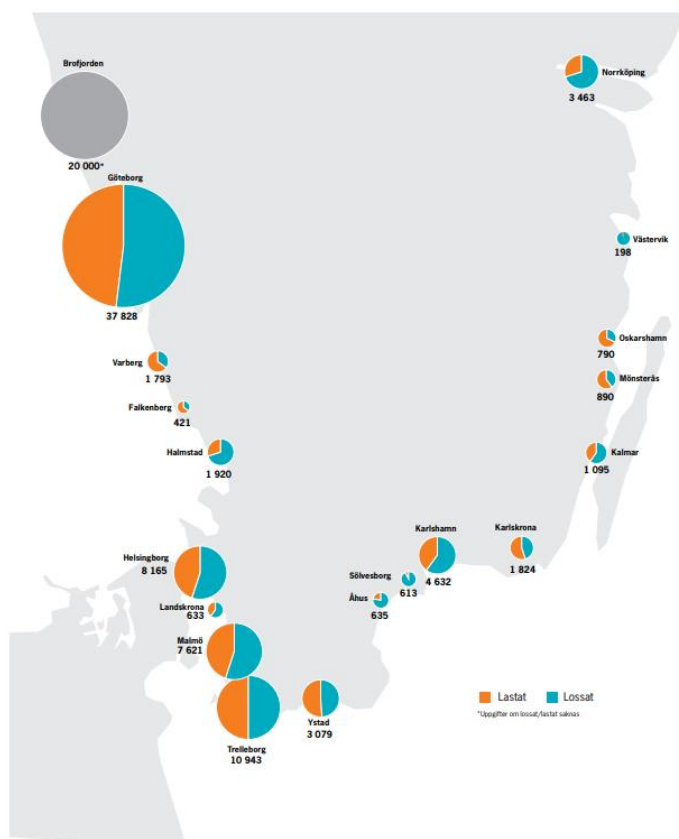 Brofjorden
20 000*
Göteborg
37 828
Norrköping
3 463
Västervik
198
Oskarshamn
790
Mönsterås
890
Varberg
1 793
Falkenberg
421
Halmstad
1 920
Kalmar
1 095
Karlshamn
4 632
Karlskrona
1 824
Helsingborg
8 165
Sölvesborg
613
Åhus
635
Landskrona
633
Malmö
7 621
Trelleborg
10 943
Ystad
3 079
Lastat
Lossat
*Uppgifter om lossat/lastat saknas